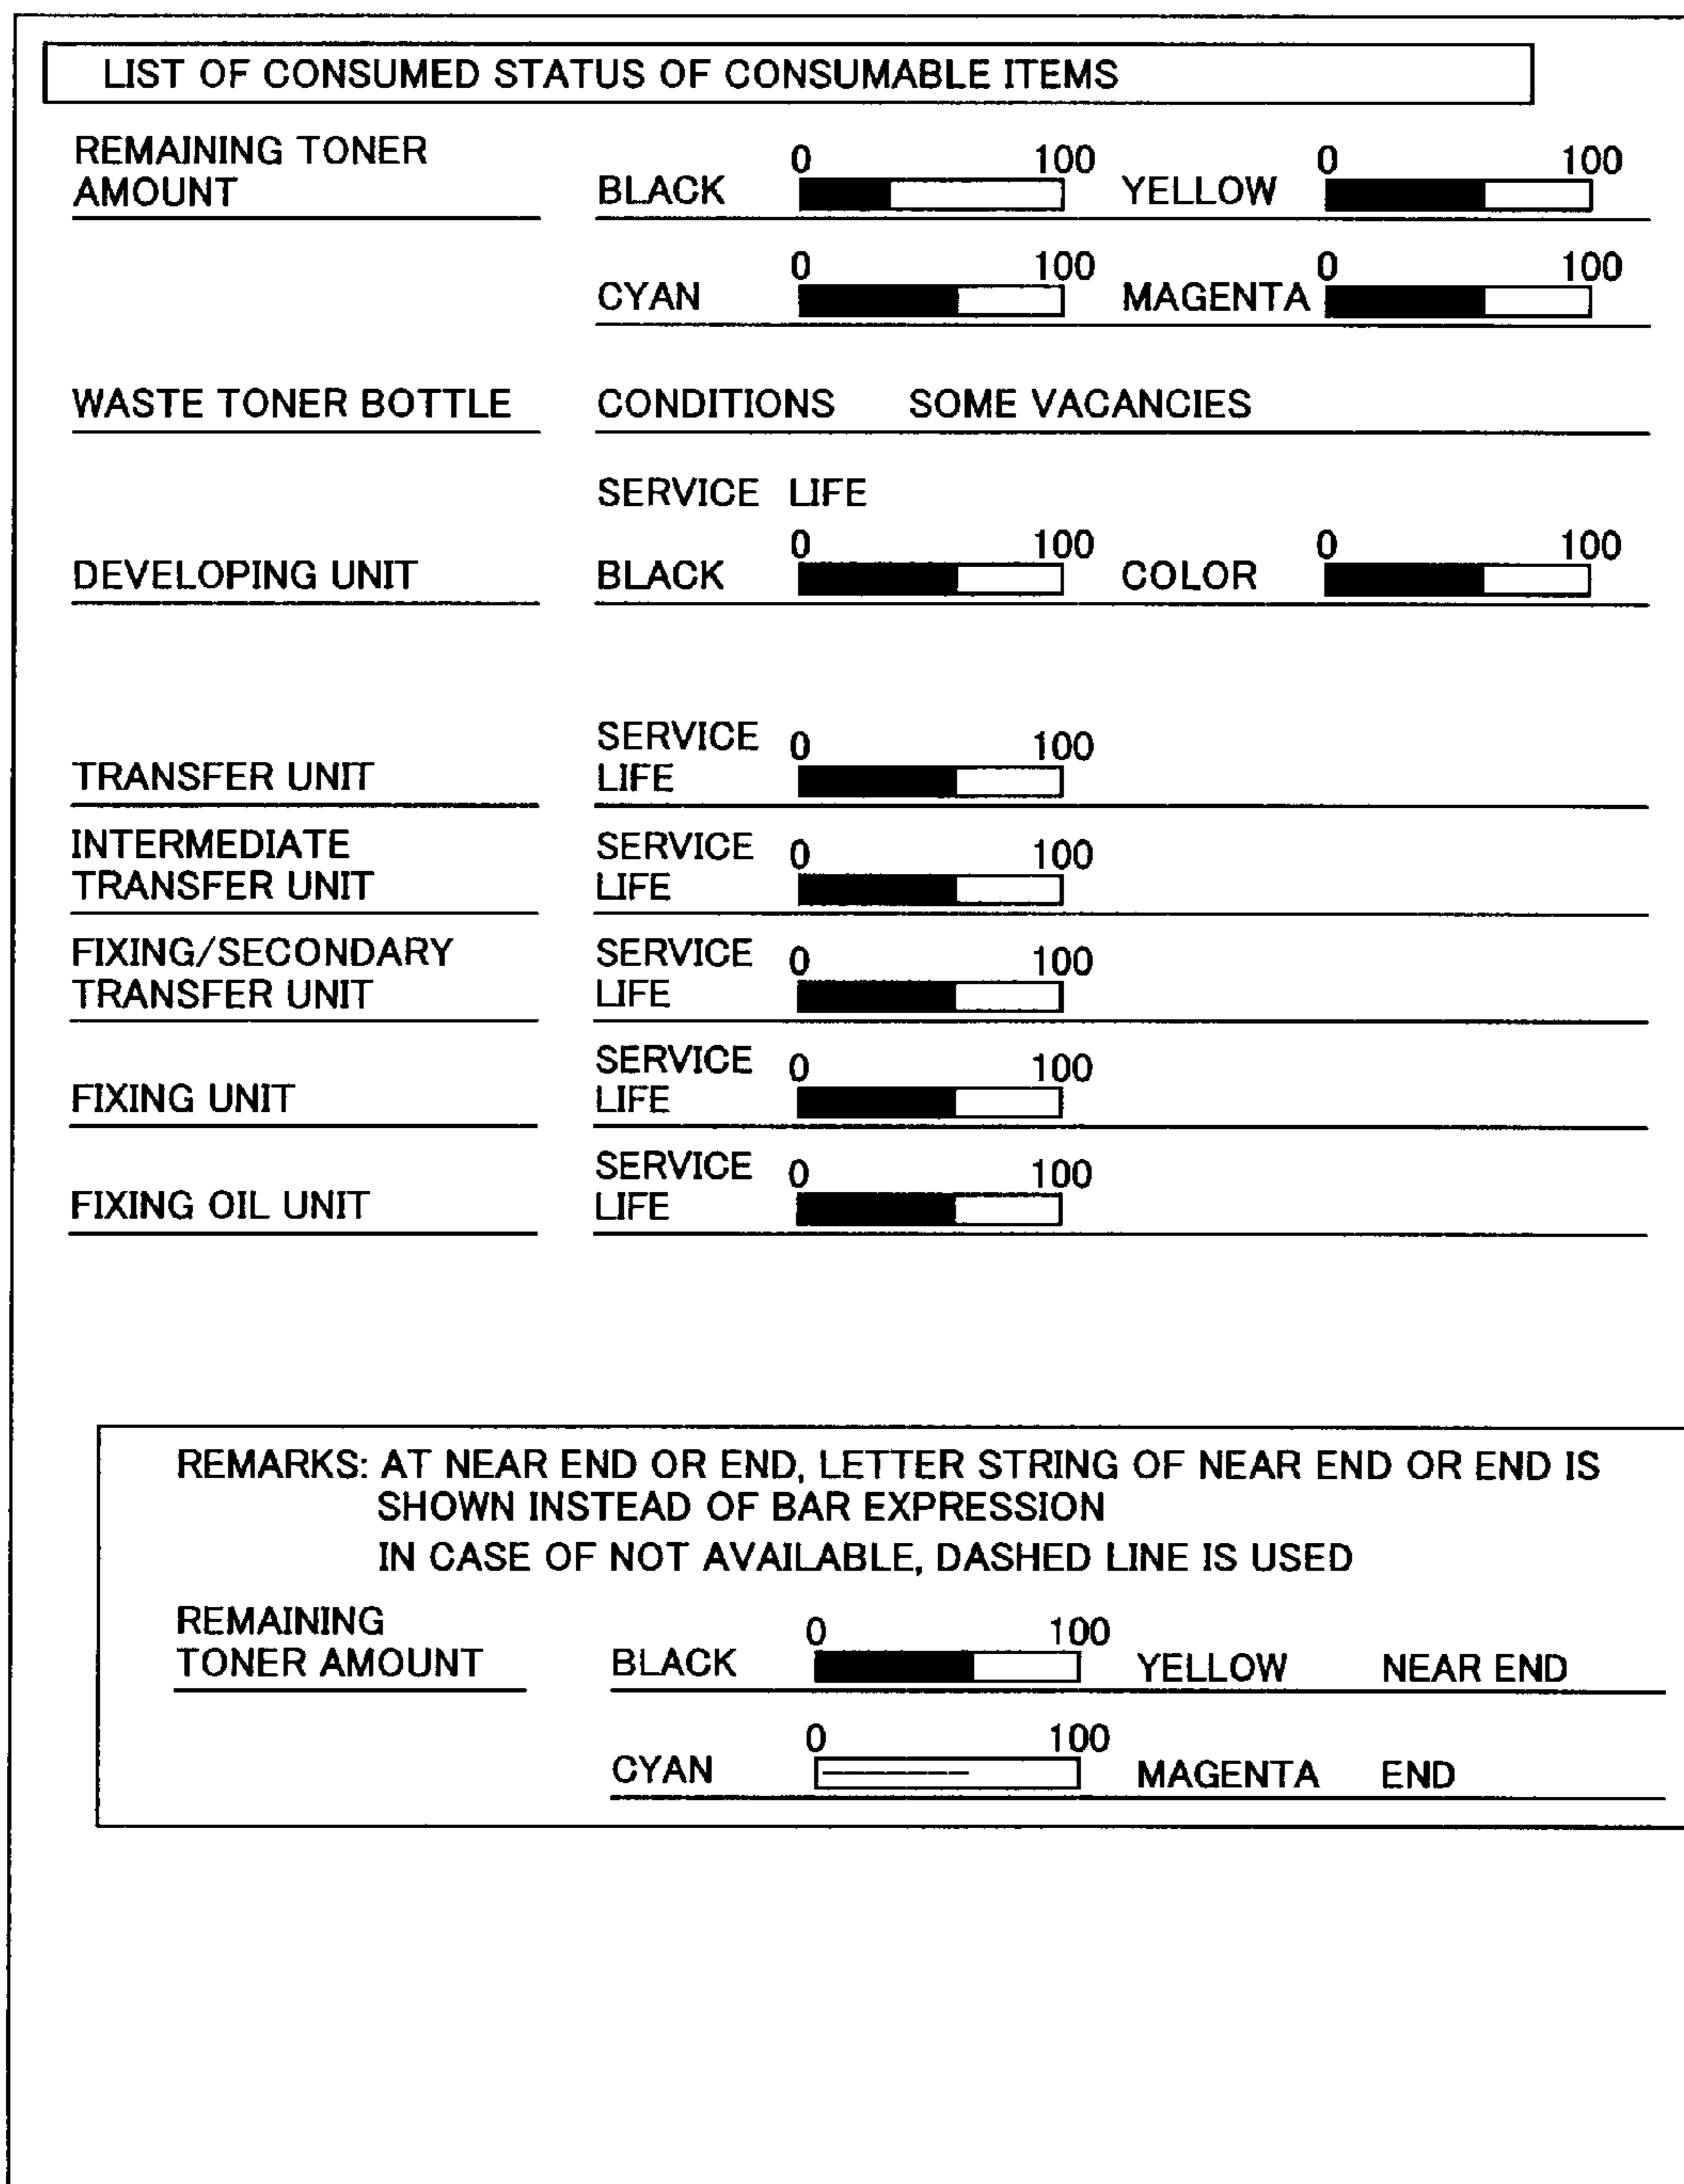 LIST OF CONSUMED STATUS OF CONSUMABLE ITEMS
REMAINING TONER
AMOUNT
BLACK 0 100 YELLOW 0 100
CYAN 0 100 MAGENTA 0 100
WASTE TONER BOTTLE CONDITIONS SOME VACANCIES
SERVICE LIFE
DEVELOPING UNIT BLACK 0 100 COLOR 0 100
TRANSFER UNIT
SERVICE
LIFE
0 100
INTERMEDIATE
TRANSFER UNIT
SERVICE
LIFE
0 100
FIXING/SECONDARY
TRANSFER UNIT
SERVICE
LIFE
0 100
FIXING UNIT
SERVICE
LIFE
0 100
FIXING OIL UNIT
SERVICE
LIFE
0 100
REMARKS: AT NEAR END OR END, LETTER STRING OF NEAR END OR END IS
SHOWN INSTEAD OF BAR EXPRESSION
IN CASE OF NOT AVAILABLE, DASHED LINE IS USED
REMAINING
TONER AMOUNT
BLACK 0 100 YELLOW NEAR END
CYAN 0 100 MAGENTA END